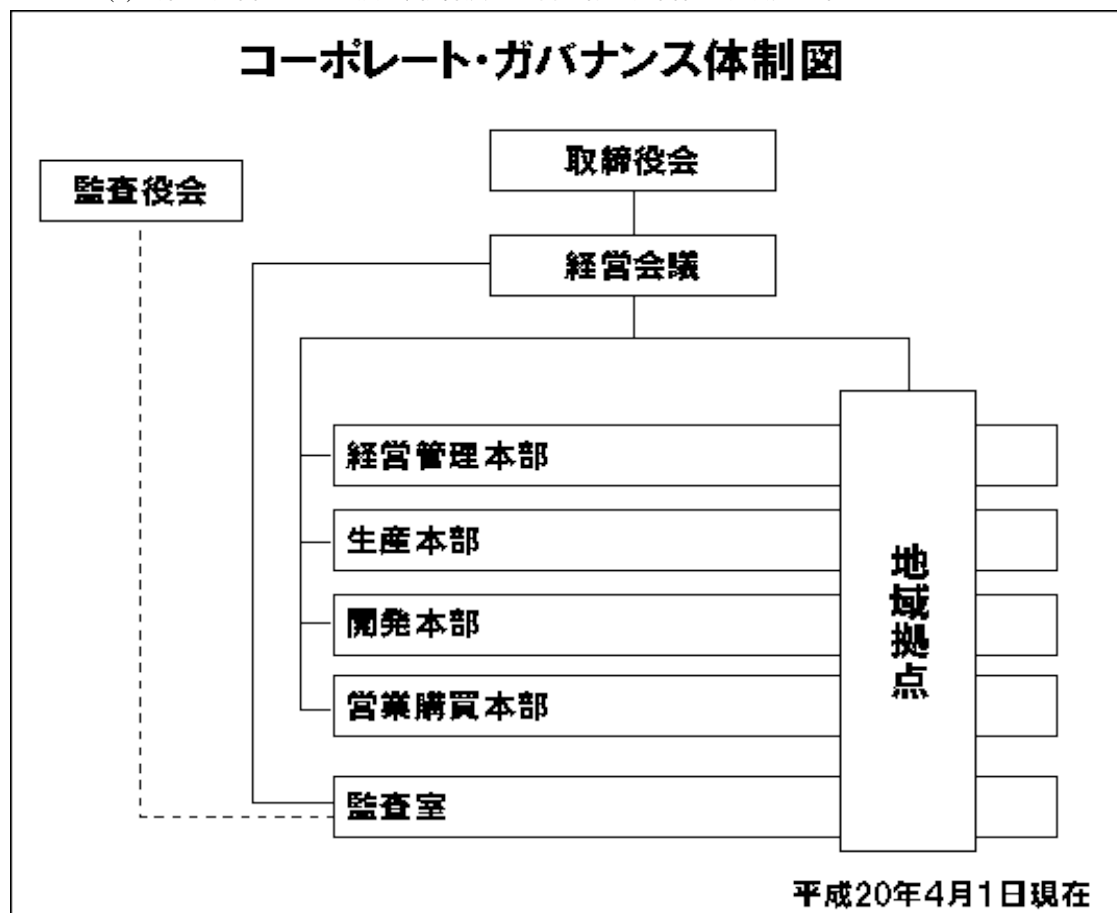 コーポレート・ガバナンス体制図
取締役会
監査役会
経営会議
経営管理本部
生産本部
開発本部
営業購買本部
監査室
地域拠点
平成20年4月1日現在